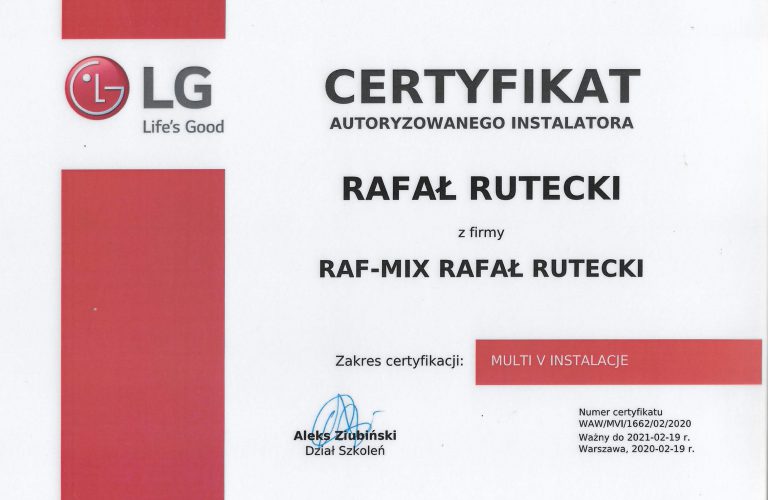 LG
Life's Good
CERTYFIKAT
AUTORYZOWANEGO INSTALATORA
RAFAŁ RUTECKI
z firmy
RAF-MIX RAFAŁ RUTECKI
Zakres certyfikacji:
MULTI V INSTALACJE
Aleks Ziubiński
Dział Szkoleń
Numer certyfikatu
WAW/MVI/1662/02/2020
Ważny do 2021-02-19 r.
Warszawa, 2020-02-19 r.